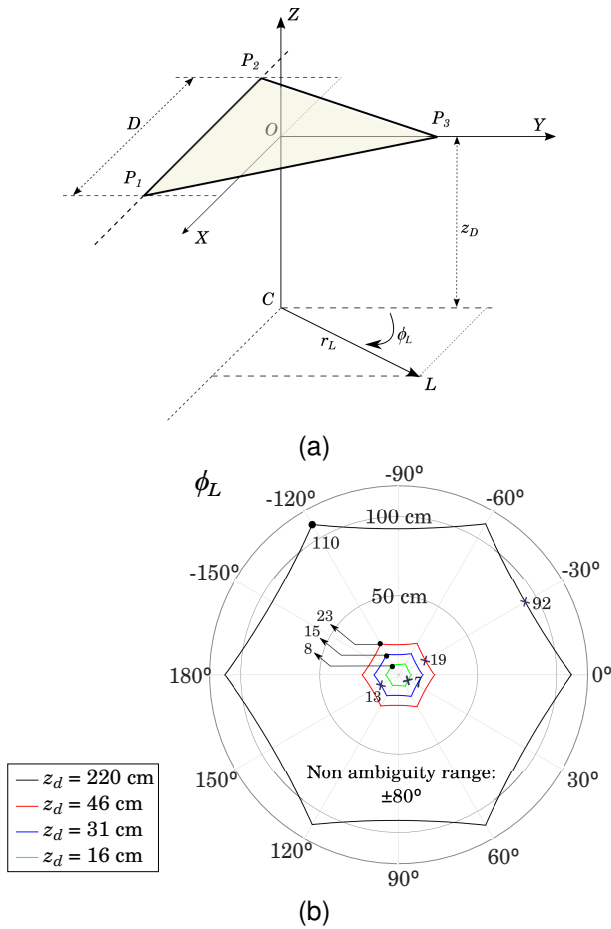 Z
P2
D
O
P3
Y
P1
X
zD
C
ϕL
rL
L
(a)
ϕL
-90º
-120º
-60º
100 cm
110
-150º
-30º
50 cm
92
23
15
8
19
180º
7
0º
13
Non ambiguity range:
±80º
150º
30º
120º
60º
90º
zd = 220 cm
zd = 46 cm
zd = 31 cm
zd = 16 cm
(b)